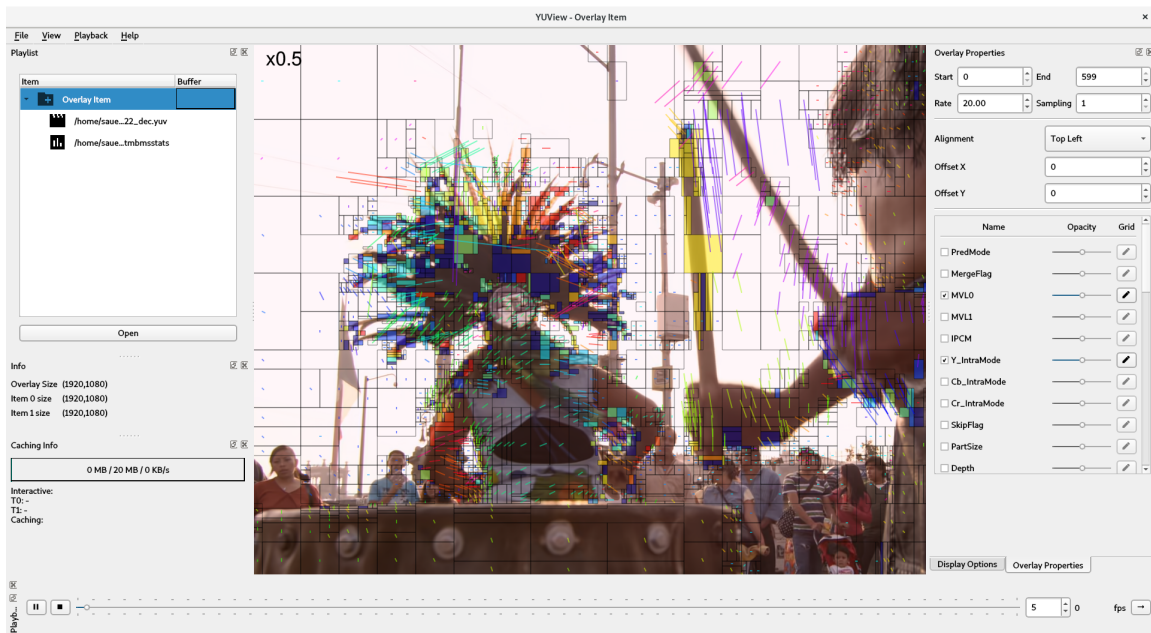 YUView - Overlay Item
File View Playback Help
Playlist
Item Buffer
Overlay Item
/home/saue...22_dec.yuv
/home/saue...tmbmsstats
Open
Info
Overlay Size (1920,1080)
Item 0 size (1920,1080)
Item 1 size (1920,1080)
Caching Info
0 MB / 20 MB / 0 KB/s
Interactive:
T0: -
T1: -
Caching:
x0.5
Overlay Properties
Start 0 End 599
Rate 20.00 Sampling 1
Alignment Top Left
Offset X 0
Offset Y 0
Name Opacity Grid
PredMode
MergeFlag
MVL0
MVL1
IPCM
Y_IntraMode
Cb_IntraMode
Cr_IntraMode
SkipFlag
PartSize
Depth
Display Options Overlay Properties
Playb...
5 0 fps